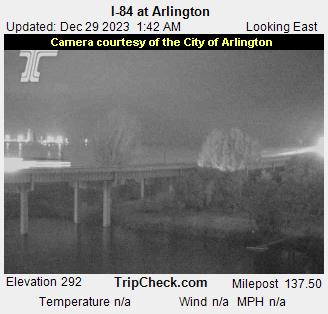 I-84 at Arlington
Updated: Dec 29 2023 1:42 AM Looking East
Camera courtesy of the City of Arlington
Elevation 292 TripCheck.com Milepost 137.50
Temperature n/a Wind n/a MPH n/a